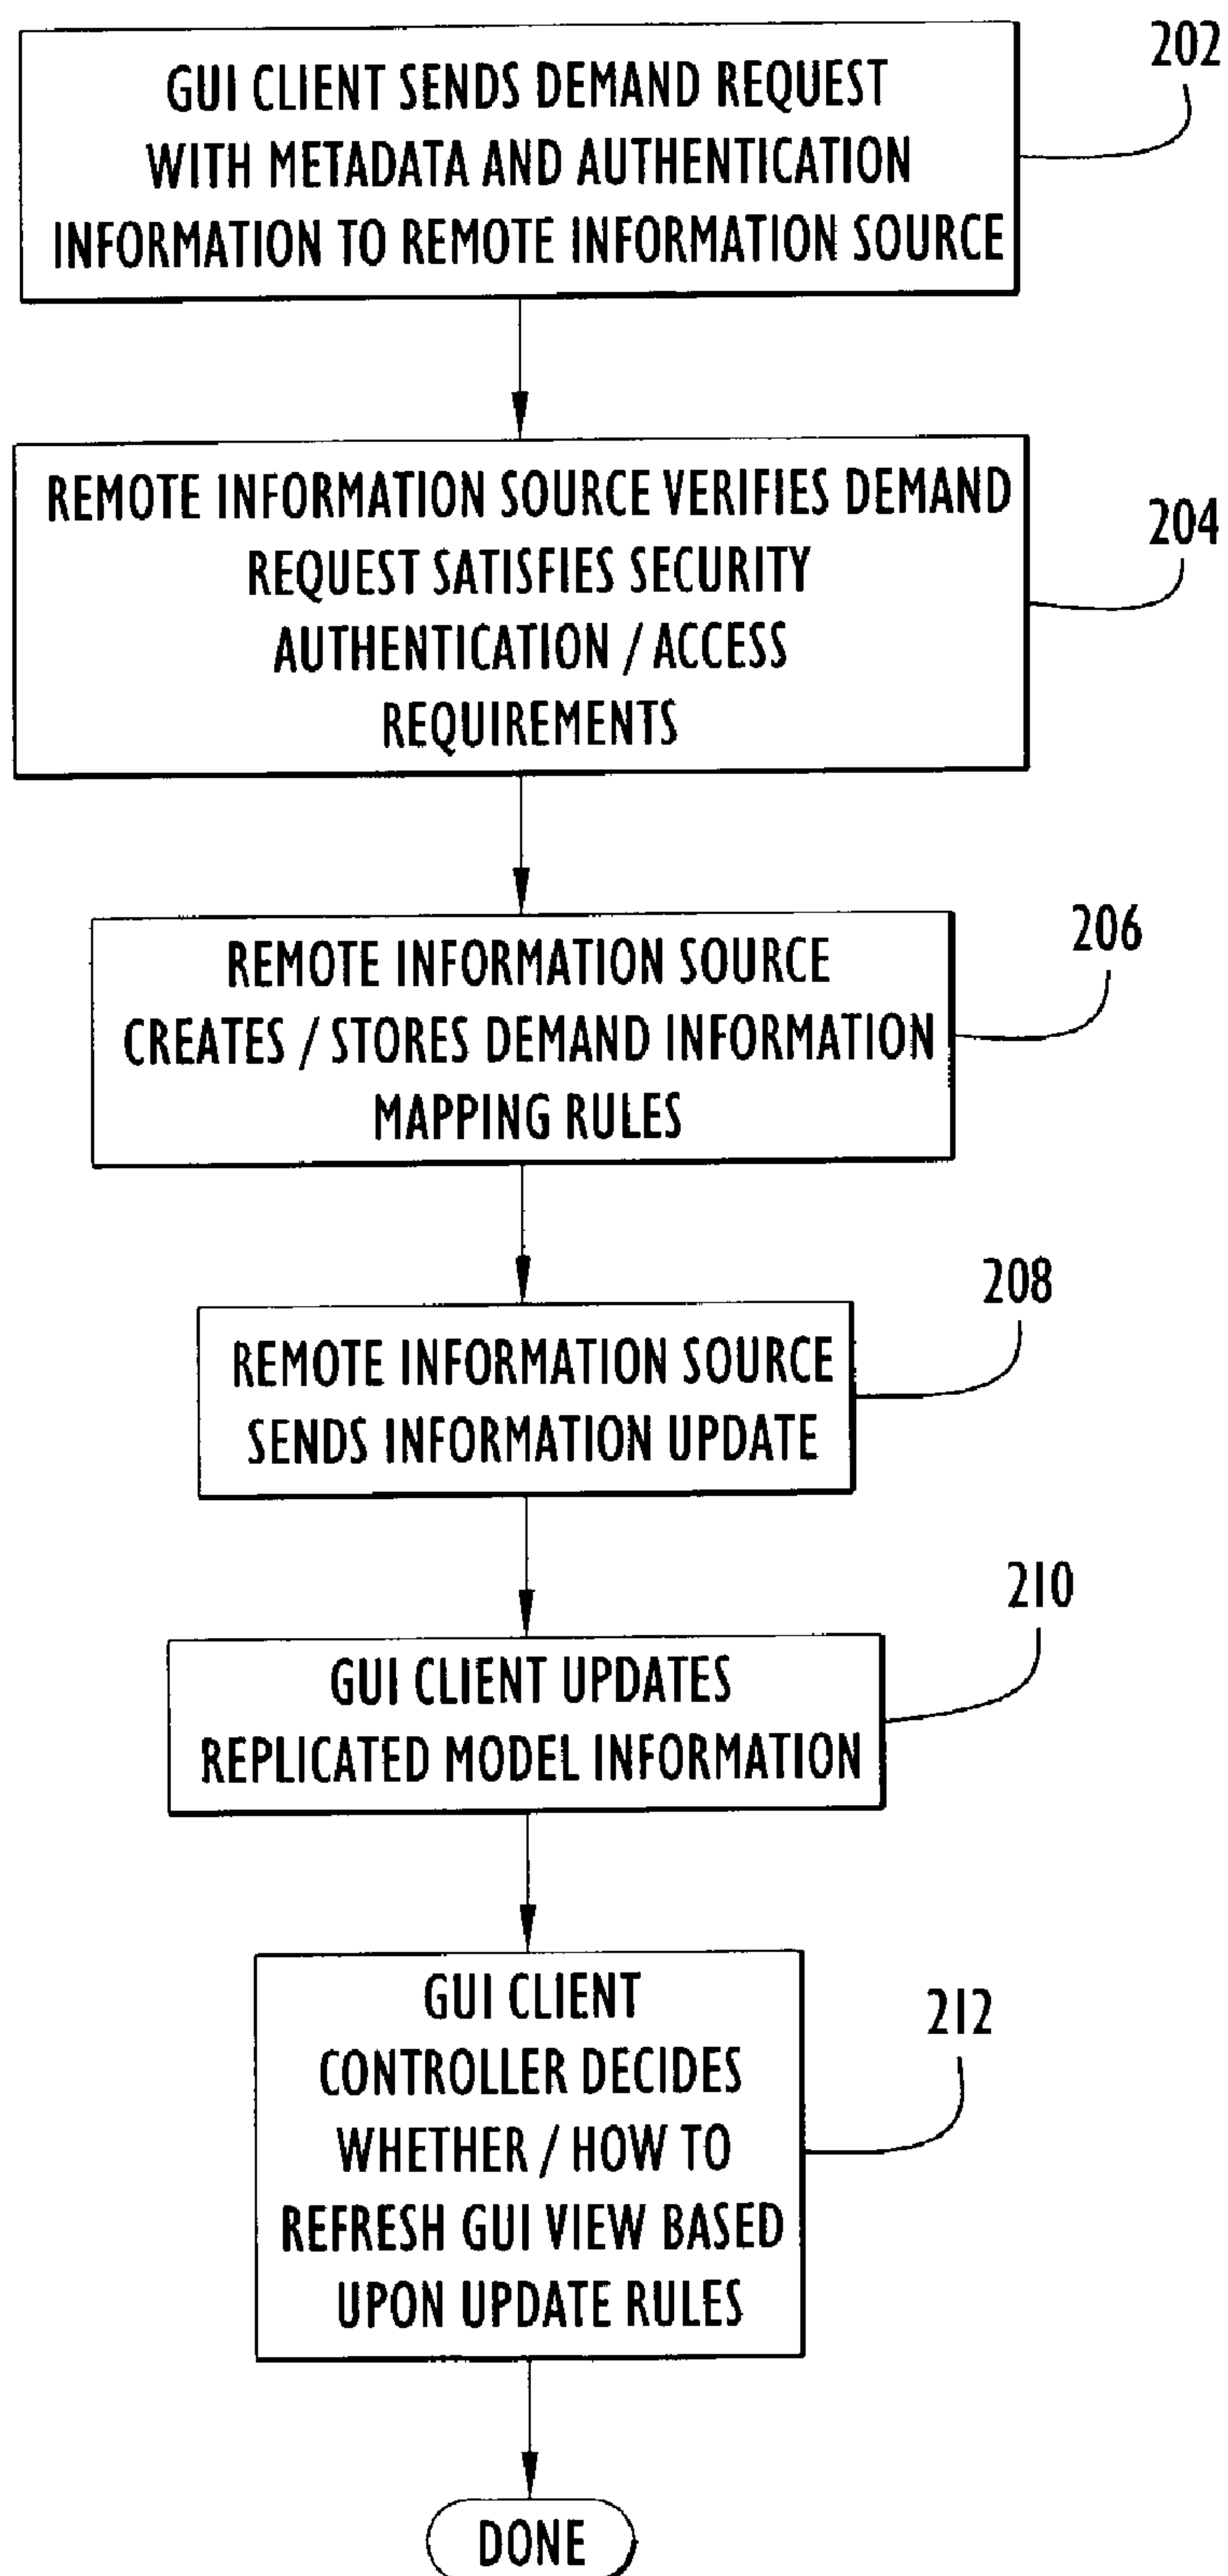 202
GUI CLIENT SENDS DEMAND REQUEST
WITH METADATA AND AUTHENTICATION
INFORMATION TO REMOTE INFORMATION SOURCE
204
REMOTE INFORMATION SOURCE VERIFIES DEMAND
REQUEST SATISFIES SECURITY
AUTHENTICATION / ACCESS
REQUIREMENTS
206
REMOTE INFORMATION SOURCE
CREATES / STORES DEMAND INFORMATION
MAPPING RULES
208
REMOTE INFORMATION SOURCE
SENDS INFORMATION UPDATE
210
GUI CLIENT UPDATES
REPLICATED MODEL INFORMATION
212
GUI CLIENT
CONTROLLER DECIDES
WHETHER / HOW TO
REFRESH GUI VIEW BASED
UPON UPDATE RULES
DONE